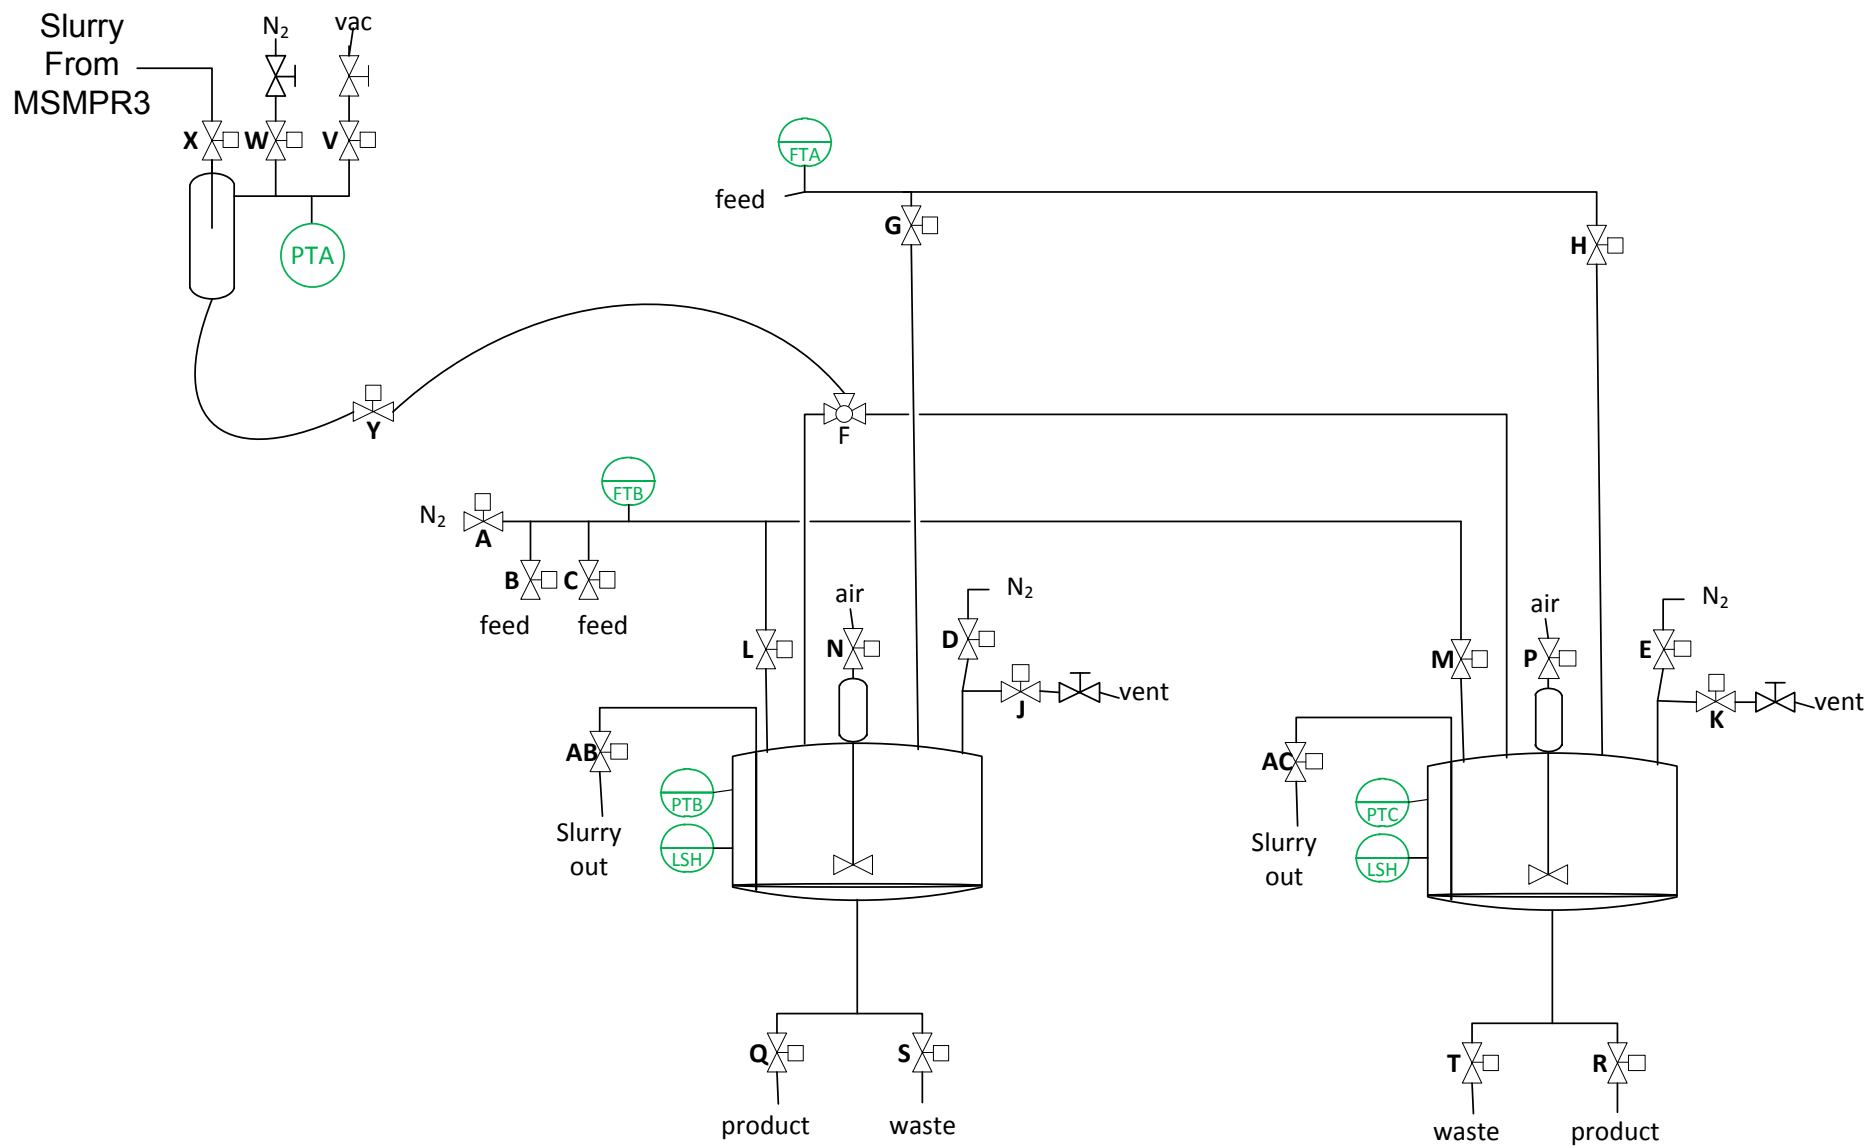 Slurry
From
MSMPR3
N₂
vac
X
W
V
PTA
FTA
feed
G
H
Y
F
FTB
N₂
A
B
C
feed
feed
air
N₂
L
N
D
J
vent
AB
PTB
LSH
Slurry
out
air
N₂
M
P
E
K
vent
AC
PTC
LSH
Slurry
out
Q
S
product
waste
T
R
waste
product